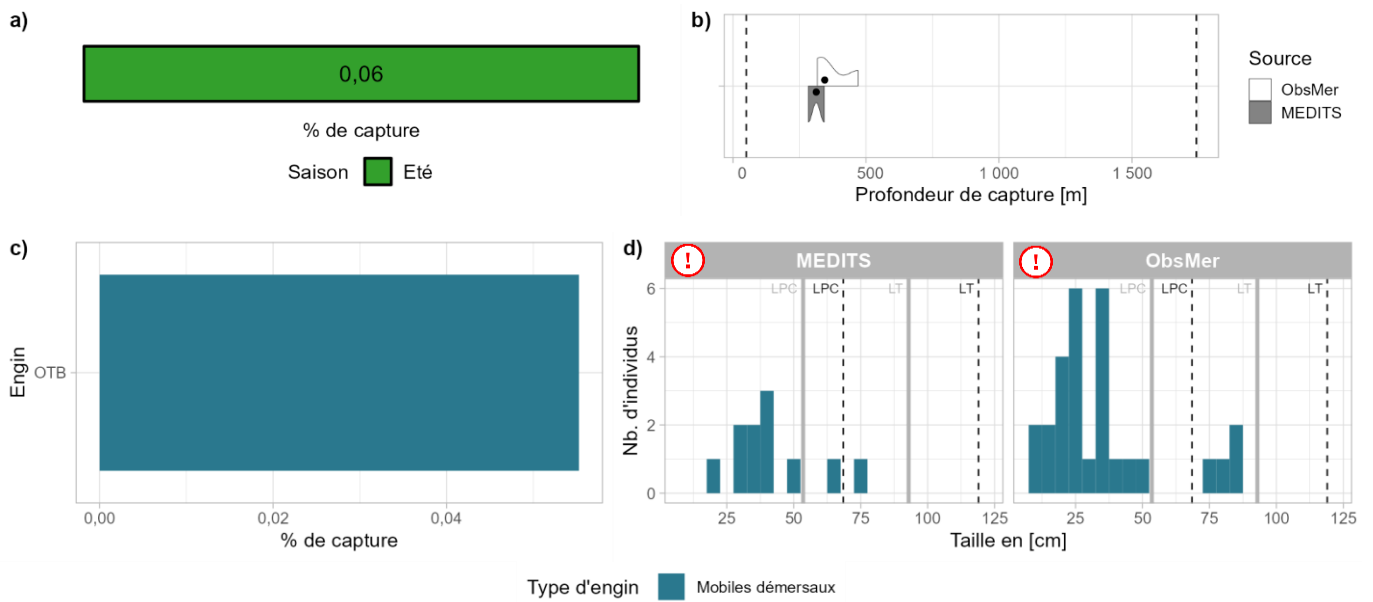 a)
0,06
% de capture
Saison Eté
b)
Source
ObsMer
MEDITS
0 500 1 000 1 500
Profondeur de capture [m]
c)
Engin
OTB
0,00 0,02 0,04
% de capture
d)
! MEDITS ! ObsMer
LPC LPC LT LT LPC LPC LT LT
Nb. d'individus
6
4
2
0
25 50 75 100 125 25 50 75 100 125
Taille en [cm]
Type d'engin Mobiles démersaux